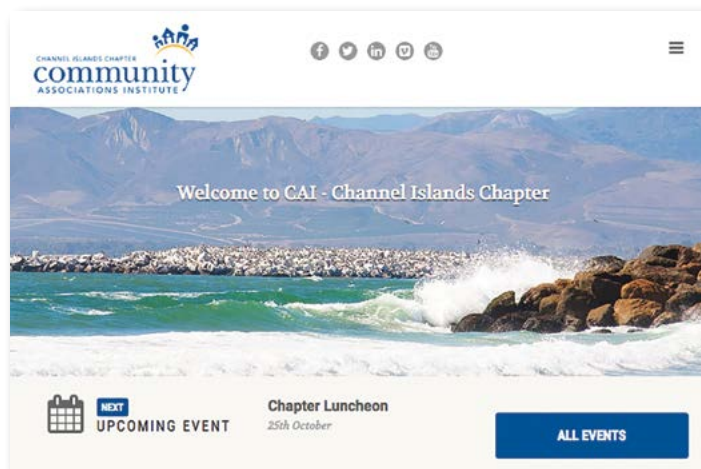 CHANNEL ISLANDS CHAPTER
community
ASSOCIATIONS INSTITUTE
Welcome to CAI - Channel Islands Chapter
NEXT
UPCOMING EVENT
Chapter Luncheon
25th October
ALL EVENTS